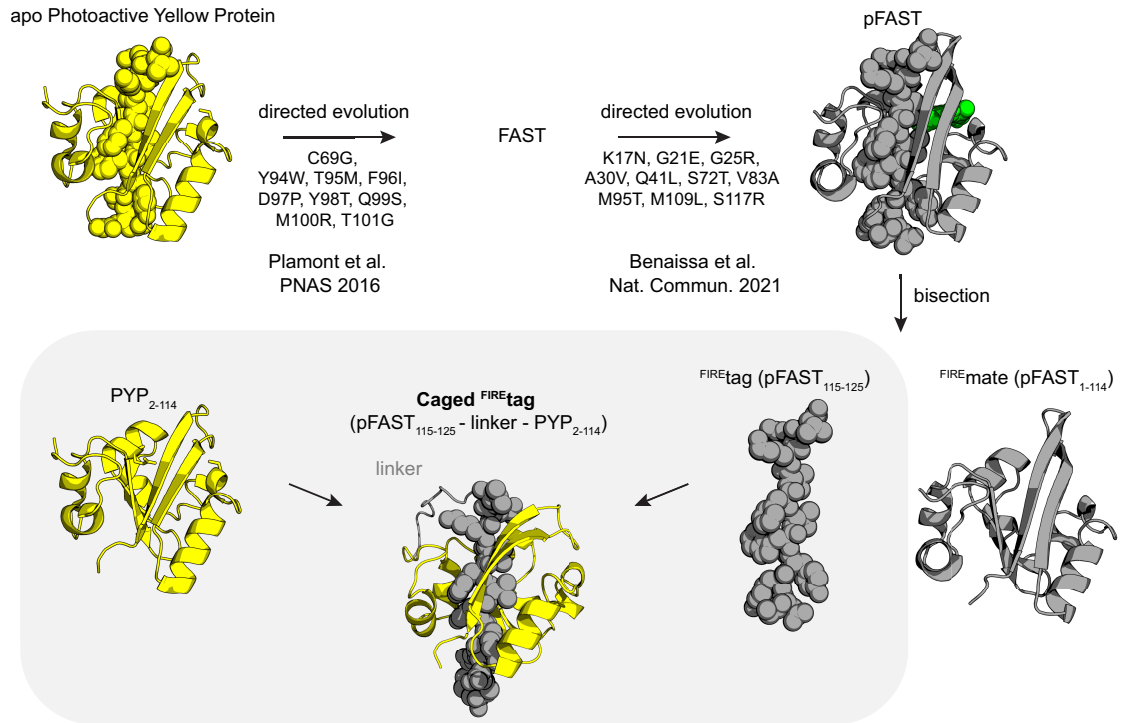 apo Photoactive Yellow Protein
pFAST
directed evolution
C69G,
Y94W, T95M, F96I,
D97P, Y98T, Q99S,
M100R, T101G
Plamont et al.
PNAS 2016
FAST
directed evolution
K17N, G21E, G25R,
A30V, Q41L, S72T, V83A
M95T, M109L, S117R
Benaissa et al.
Nat. Commun. 2021
bisection
PYP2-114
Caged FIREtag
(pFAST115-125 - linker - PYP2-114)
linker
FIREtag (pFAST115-125)
FIREmate (pFAST1-114)